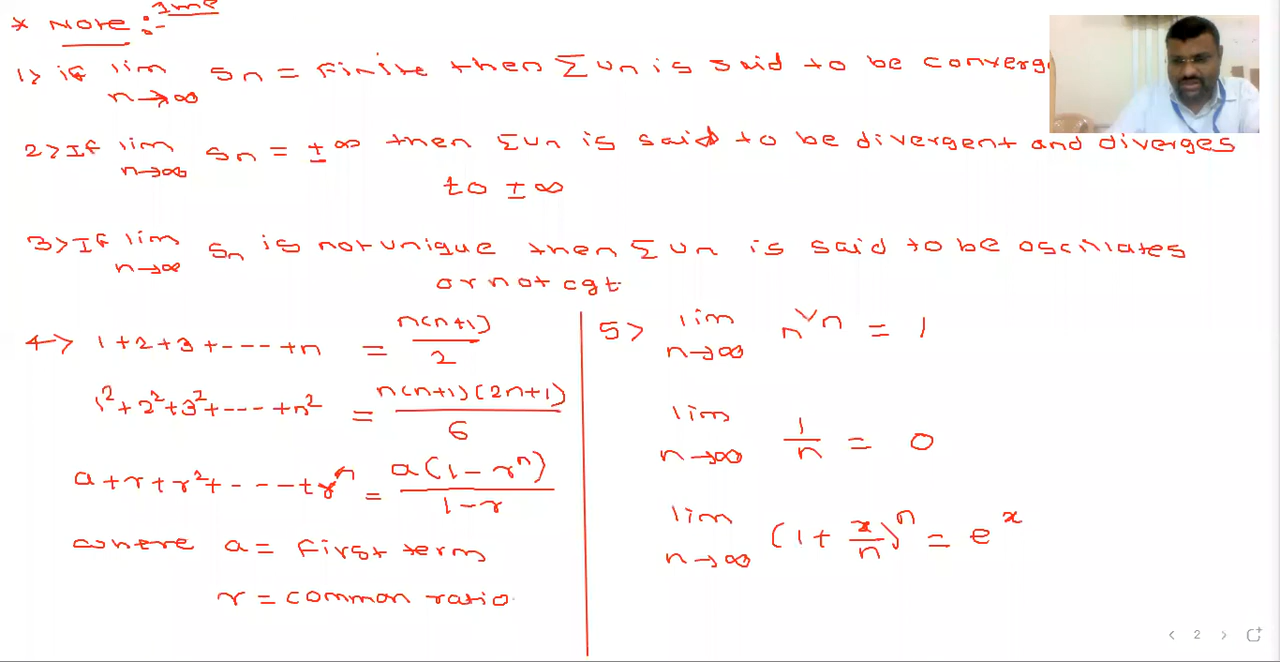 * Note :- Imp
1> if lim n→∞ Sn = finite then Σun is said to be converg
2> If lim n→∞ Sn = ±∞ then Σun is said to be divergent and diverges
to ±∞
3> If lim n→∞ Sn is not unique then Σun is said to be oscillates
or not cgt.
4> 1+2+3+----+n = n(n+1)/2
1²+2²+3²+----+n² = n(n+1)(2n+1)/6
a+r+r²+----+rⁿ = a(1-rⁿ)/1-r
where a = first term
r = common ratio.
5> lim n→∞ n^1/n = 1
lim n→∞ 1/n = 0
lim n→∞ (1+x/n)ⁿ = eˣ
< 2 >